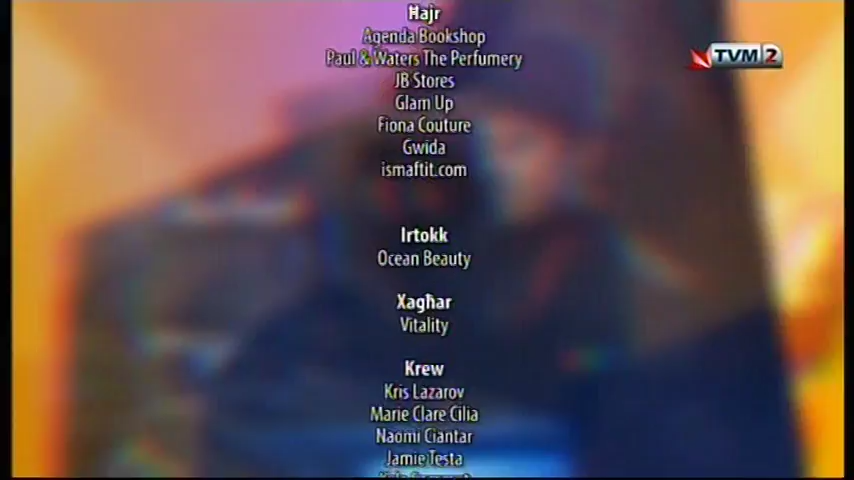 Ħajr
Agenda Bookshop
Paul & Waters The Perfumery
JB Stores
Glam Up
Fiona Couture
Gwida
ismaftit.com
Irtokk
Ocean Beauty
Xagħar
Vitality
Krew
Kris Lazarov
Marie Clare Cilia
Naomi Ciantar
Jamie Testa
TVM 2